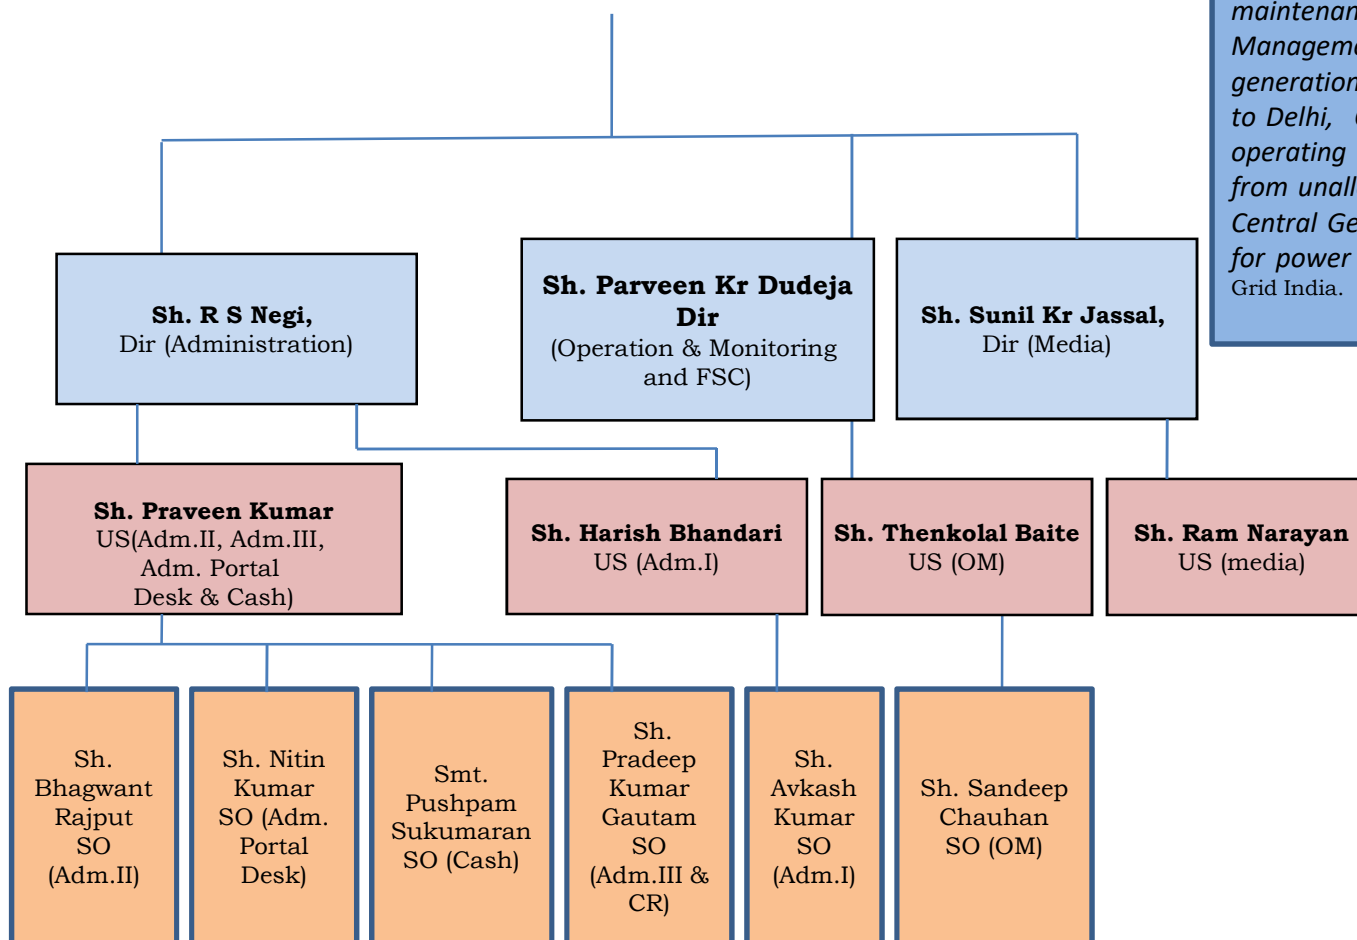 maintenan
Manageme
generation
to Delhi,
operating
from unall
Central Ge
for power
Grid India.
Sh. R S Negi,
Dir (Administration)
Sh. Parveen Kr Dudeja
Dir
(Operation & Monitoring
and FSC)
Sh. Sunil Kr Jassal,
Dir (Media)
Sh. Praveen Kumar
US(Adm.II, Adm.III,
Adm. Portal
Desk & Cash)
Sh. Harish Bhandari
US (Adm.I)
Sh. Thenkolal Baite
US (OM)
Sh. Ram Narayan
US (media)
Sh.
Bhagwant
Rajput
SO
(Adm.II)
Sh. Nitin
Kumar
SO (Adm.
Portal
Desk)
Smt.
Pushpam
Sukumaran
SO (Cash)
Sh.
Pradeep
Kumar
Gautam
SO
(Adm.III &
CR)
Sh.
Avkash
Kumar
SO
(Adm.I)
Sh. Sandeep
Chauhan
SO (OM)